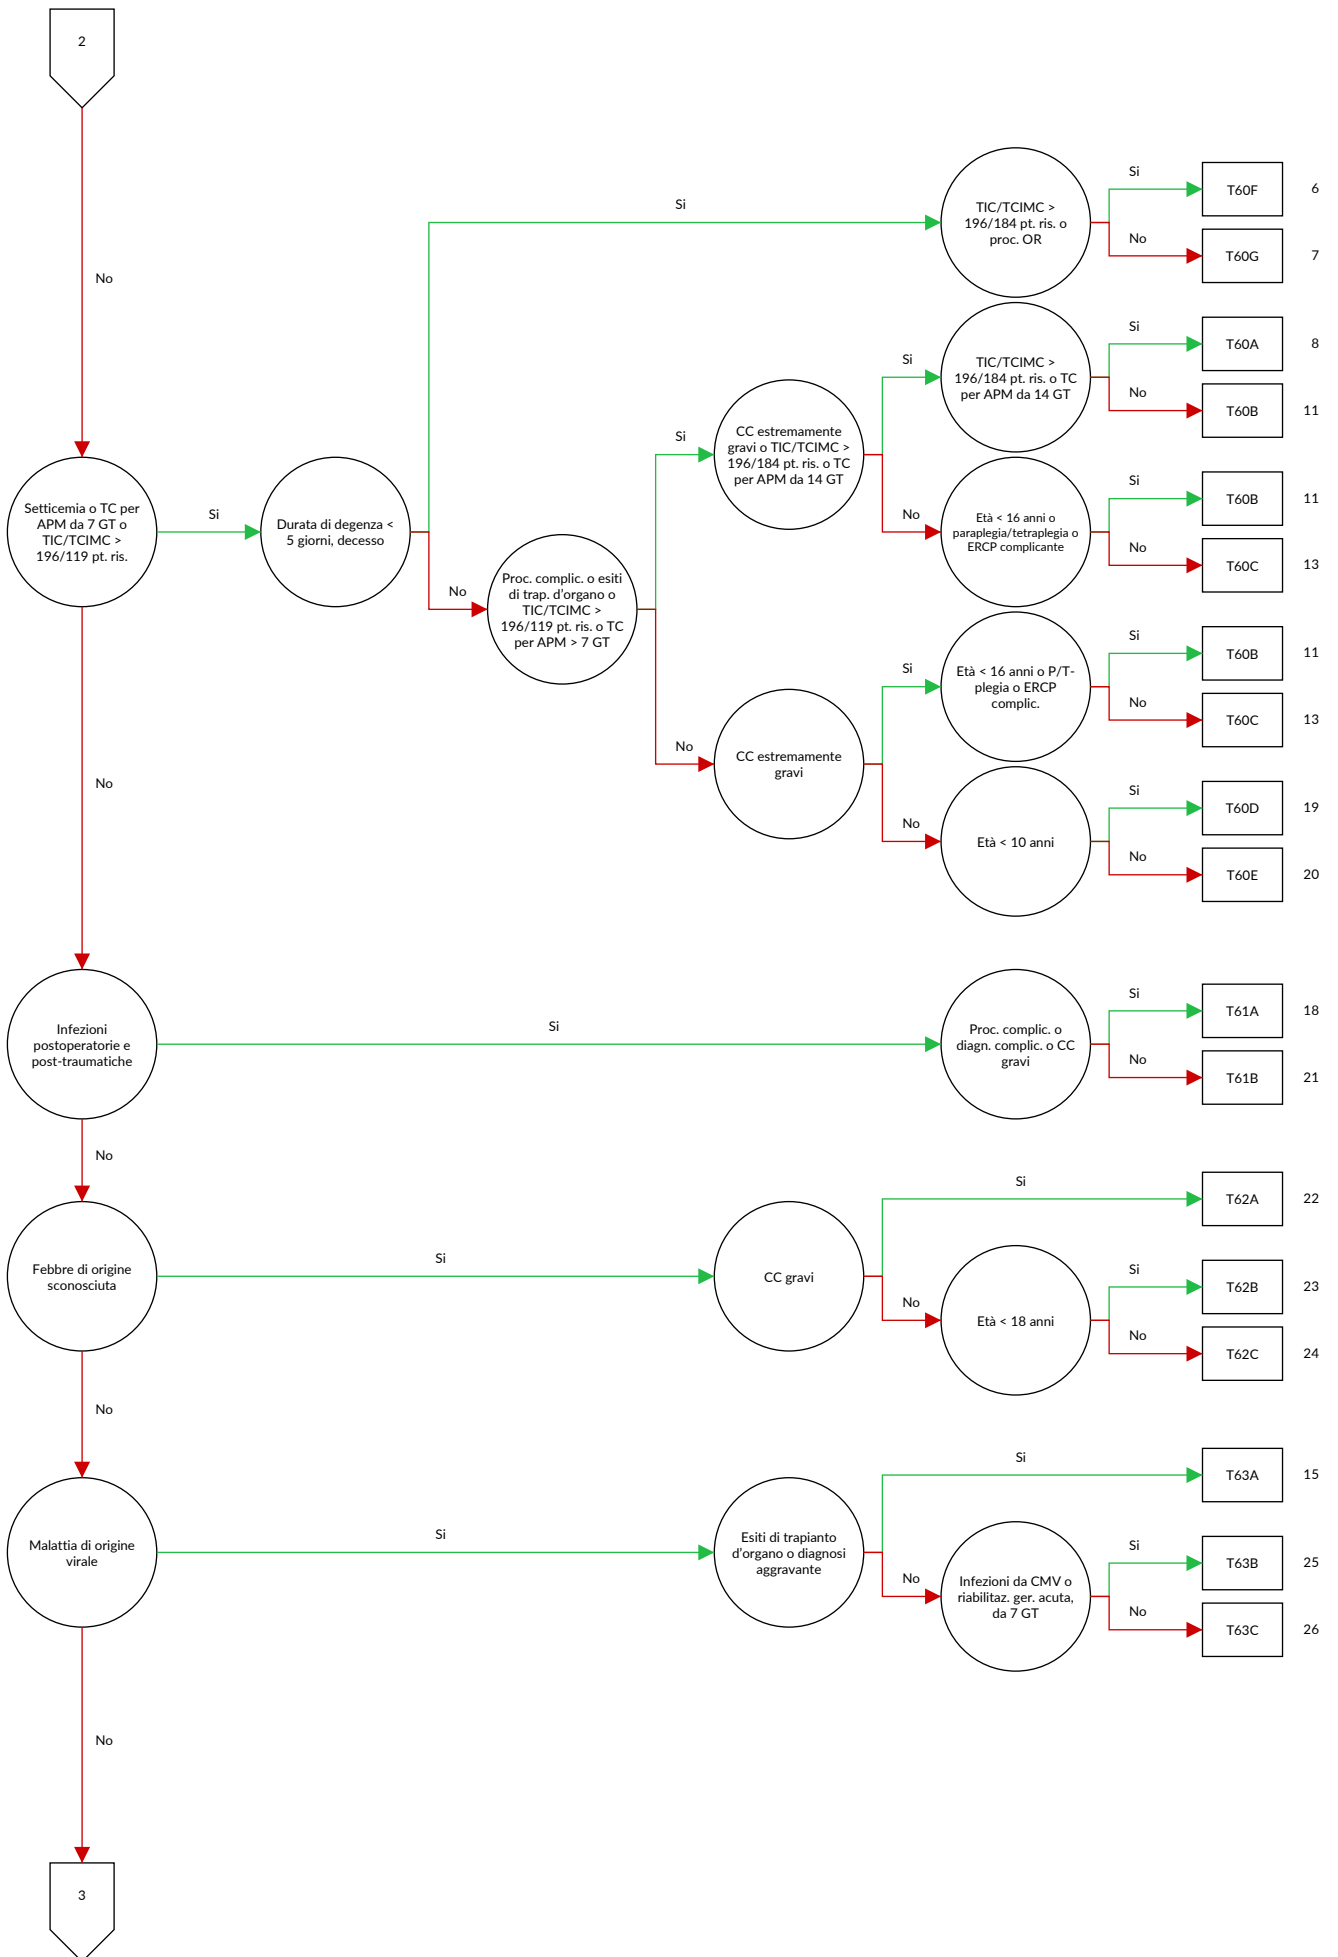 2
No
Si
TIC/TCIMC >
196/184 pt. ris. o
proc. OR
Si
T60F
6
No
T60G
7
Si
TIC/TCIMC >
196/184 pt. ris. o TC
per APM da 14 GT
Si
T60A
8
No
T60B
11
Si
CC estremamente
gravi o TIC/TCIMC >
196/184 pt. ris. o TC
per APM da 14 GT
No
Età < 16 anni o
paraplegia/tetraplegia o
ERCP complicante
Si
T60B
11
No
T60C
13
Setticemia o TC per
APM da 7 GT o
TIC/TCIMC >
196/119 pt. ris.
Si
Durata di degenza <
5 giorni, decesso
No
Proc. complic. o esiti
di trap. d'organo o
TIC/TCIMC >
196/119 pt. ris. o TC
per APM > 7 GT
Si
Età < 16 anni o P/T-
plegia o ERCP
complic.
Si
T60B
11
No
T60C
13
No
CC estremamente
gravi
No
Età < 10 anni
Si
T60D
19
No
T60E
20
No
Infezioni
postoperatorie e
post-traumatiche
Si
Proc. complic. o
diagn. complic. o CC
gravi
Si
T61A
18
No
T61B
21
No
Febbre di origine
sconosciuta
Si
CC gravi
Si
T62A
22
No
Età < 18 anni
Si
T62B
23
No
T62C
24
No
Malattia di origine
virale
Si
Esiti di trapianto
d'organo o diagnosi
aggravante
Si
T63A
15
No
Infezioni da CMV o
riabilitaz. ger. acuta,
da 7 GT
Si
T63B
25
No
T63C
26
No
3